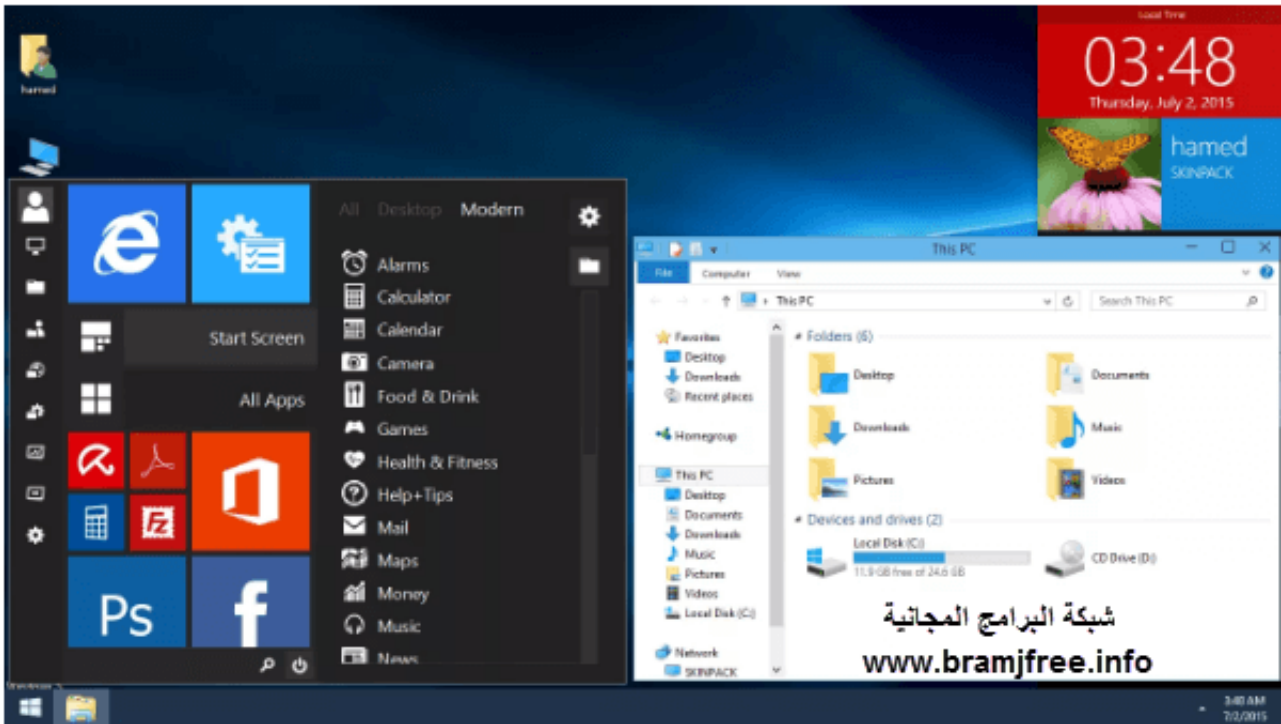 hamed
Local Time
03:48
Thursday, July 2, 2015
hamed
SKINPACK
All Desktop Modern
Alarms
Calculator
Calendar
Camera
Food & Drink
Games
Health & Fitness
Help+Tips
Mail
Maps
Money
Music
News
Start Screen
All Apps
Ps
This PC
File Computer View
This PC
Search This PC
Favorites
Desktop
Downloads
Recent places
Homegroup
This PC
Desktop
Documents
Downloads
Music
Pictures
Videos
Local Disk (C:)
Network
SKINPACK
Folders (6)
Desktop
Documents
Downloads
Music
Pictures
Videos
Devices and drives (2)
Local Disk (C:)
11.9 GB free of 24.6 GB
CD Drive (D:)
شبكة البرامج المجانية
www.bramjfree.info
3:48 AM
7/2/2015